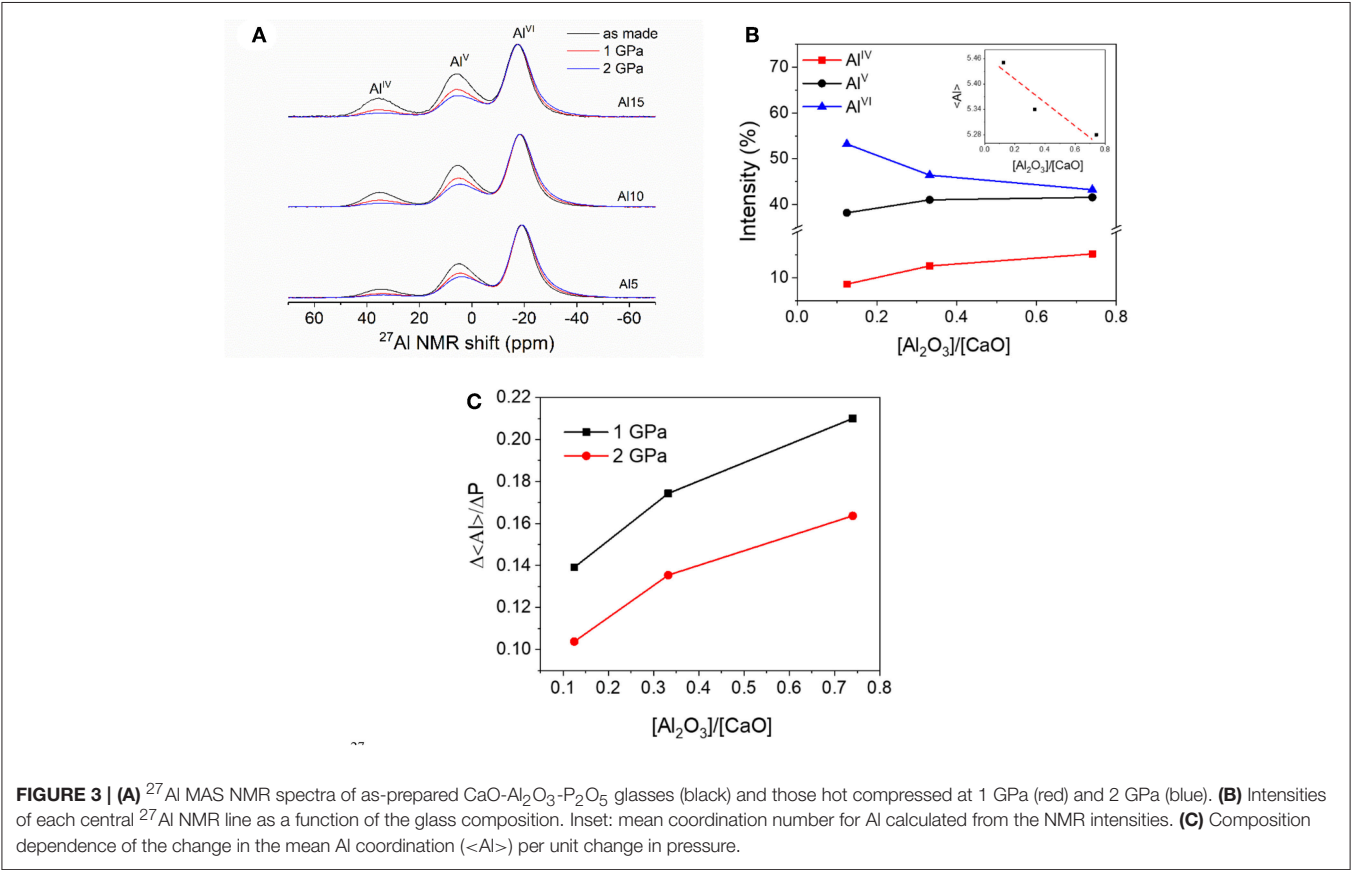 A
as made
1 GPa
2 GPa
Al^IV
Al^V
Al^VI
Al15
Al10
Al5
60 40 20 0 -20 -40 -60
²⁷Al NMR shift (ppm)
B
Al^IV
Al^V
Al^VI
70
60
50
40
10
Intensity (%)
0.0 0.2 0.4 0.6 0.8
[Al₂O₃]/[CaO]
5.46
5.40
5.34
5.28
<Al>
0.0 0.2 0.4 0.6 0.8
[Al₂O₃]/[CaO]
C
1 GPa
2 GPa
0.22
0.20
0.18
0.16
0.14
0.12
0.10
Δ<Al>/ΔP
0.1 0.2 0.3 0.4 0.5 0.6 0.7 0.8
[Al₂O₃]/[CaO]
27
FIGURE 3 | (A) ²⁷Al MAS NMR spectra of as-prepared CaO-Al₂O₃-P₂O₅ glasses (black) and those hot compressed at 1 GPa (red) and 2 GPa (blue). (B) Intensities
of each central ²⁷Al NMR line as a function of the glass composition. Inset: mean coordination number for Al calculated from the NMR intensities. (C) Composition
dependence of the change in the mean Al coordination (<Al>) per unit change in pressure.